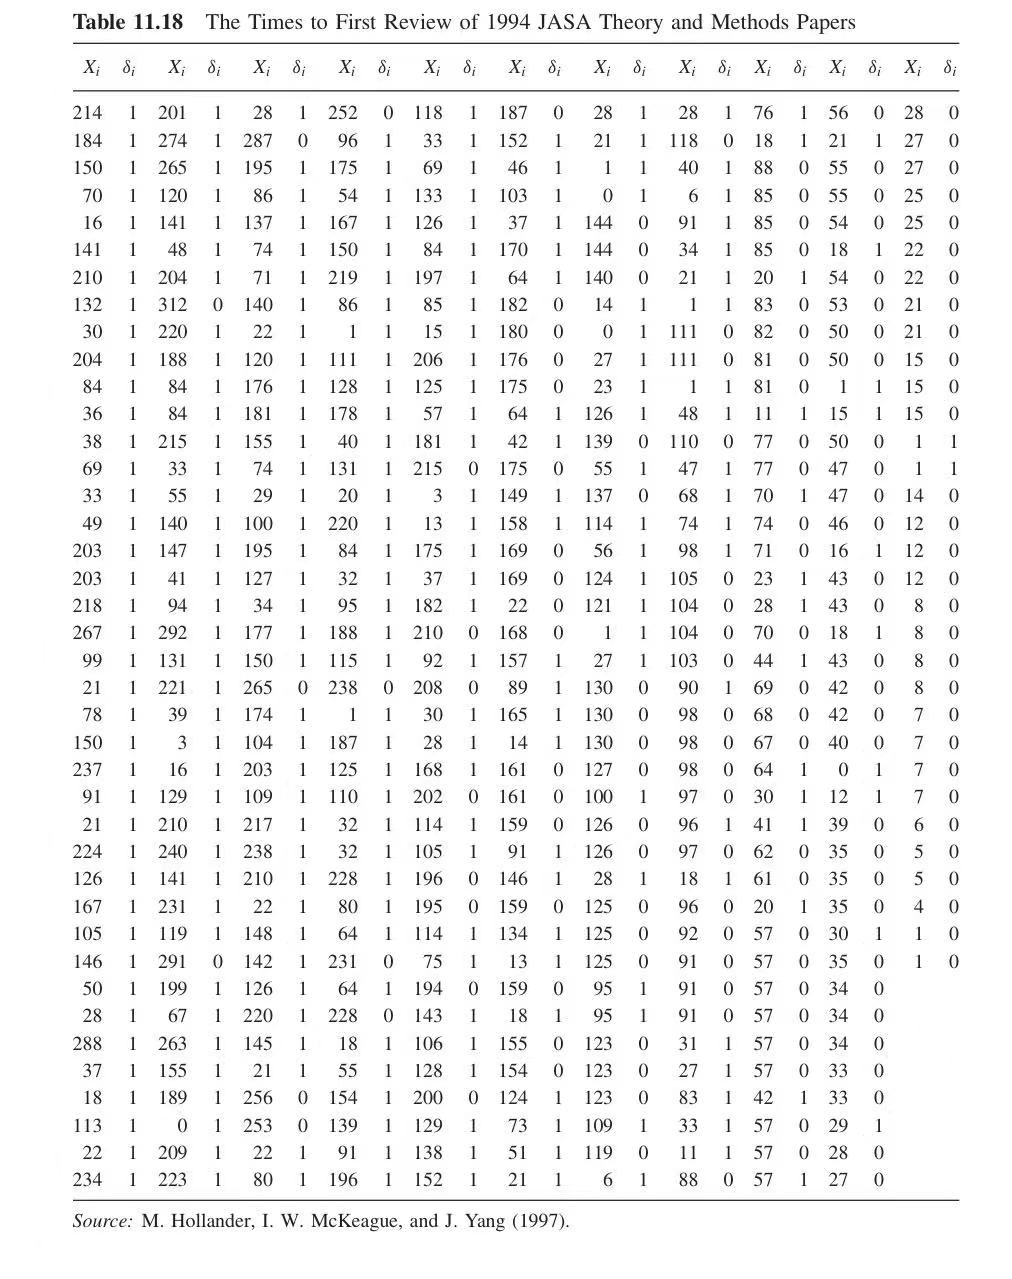 Table 11.18 The Times to First Review of 1994 JASA Theory and Methods Papers
Xi δi Xi δi Xi δi Xi δi Xi δi Xi δi Xi δi Xi δi Xi δi Xi δi Xi δi
214 1 201 1 28 1 252 0 118 1 187 0 28 1 28 1 76 1 56 0 28 0
184 1 274 1 287 0 96 1 33 1 152 1 21 1 118 0 18 1 21 1 27 0
150 1 265 1 195 1 175 1 69 1 46 1 1 1 40 1 88 0 55 0 27 0
70 1 120 1 86 1 54 1 133 1 103 1 0 1 6 1 85 0 55 0 25 0
16 1 141 1 137 1 167 1 126 1 37 1 144 0 91 1 85 0 54 0 25 0
141 1 48 1 74 1 150 1 84 1 170 1 144 0 34 1 85 0 18 1 22 0
210 1 204 1 71 1 219 1 197 1 64 1 140 0 21 1 20 1 54 0 22 0
132 1 312 0 140 1 86 1 85 1 182 0 14 1 1 1 83 0 53 0 21 0
30 1 220 1 22 1 1 1 15 1 180 0 0 1 111 0 82 0 50 0 21 0
204 1 188 1 120 1 111 1 206 1 176 0 27 1 111 0 81 0 50 0 15 0
84 1 84 1 176 1 128 1 125 1 175 0 23 1 1 1 81 0 1 1 15 0
36 1 84 1 181 1 178 1 57 1 64 1 126 1 48 1 11 1 15 1 15 0
38 1 215 1 155 1 40 1 181 1 42 1 139 0 110 0 77 0 50 0 1 1
69 1 33 1 74 1 131 1 215 0 175 0 55 1 47 1 77 0 47 0 1 1
33 1 55 1 29 1 20 1 3 1 149 1 137 0 68 1 70 1 47 0 14 0
49 1 140 1 100 1 220 1 13 1 158 1 114 1 74 1 74 0 46 0 12 0
203 1 147 1 195 1 84 1 175 1 169 0 56 1 98 1 71 0 16 1 12 0
203 1 41 1 127 1 32 1 37 1 169 0 124 1 105 0 23 1 43 0 12 0
218 1 94 1 34 1 95 1 182 1 22 0 121 1 104 0 28 1 43 0 8 0
267 1 292 1 177 1 188 1 210 0 168 0 1 1 104 0 70 0 18 1 8 0
99 1 131 1 150 1 115 1 92 1 157 1 27 1 103 0 44 1 43 0 8 0
21 1 221 1 265 0 238 0 208 0 89 1 130 0 90 1 69 0 42 0 8 0
78 1 39 1 174 1 1 1 30 1 165 1 130 0 98 0 68 0 42 0 7 0
150 1 3 1 104 1 187 1 28 1 14 1 130 0 98 0 67 0 40 0 7 0
237 1 16 1 203 1 125 1 168 1 161 0 127 0 98 0 64 1 0 1 7 0
91 1 129 1 109 1 110 1 202 0 161 0 100 1 97 0 30 1 12 1 7 0
21 1 210 1 217 1 32 1 114 1 159 0 126 0 96 1 41 1 39 0 6 0
224 1 240 1 238 1 32 1 105 1 91 1 126 0 97 0 62 0 35 0 5 0
126 1 141 1 210 1 228 1 196 0 146 1 28 1 18 1 61 0 35 0 5 0
167 1 231 1 22 1 80 1 195 0 159 0 125 0 96 0 20 1 35 0 4 0
105 1 119 1 148 1 64 1 114 1 134 1 125 0 92 0 57 0 30 1 1 0
146 1 291 0 142 1 231 0 75 1 13 1 125 0 91 0 57 0 35 0 1 0
50 1 199 1 126 1 64 1 194 0 159 0 95 1 91 0 57 0 34 0
28 1 67 1 220 1 228 0 143 1 18 1 95 1 91 0 57 0 34 0
288 1 263 1 145 1 18 1 106 1 155 0 123 0 31 1 57 0 34 0
37 1 155 1 21 1 55 1 128 1 154 0 123 0 27 1 57 0 33 0
18 1 189 1 256 0 154 1 200 0 124 1 123 0 83 1 42 1 33 0
113 1 0 1 253 0 139 1 129 1 73 1 109 1 33 1 57 0 29 1
22 1 209 1 22 1 91 1 138 1 51 1 119 0 11 1 57 0 28 0
234 1 223 1 80 1 196 1 152 1 21 1 6 1 88 0 57 1 27 0
Source: M. Hollander, I. W. McKeague, and J. Yang (1997).